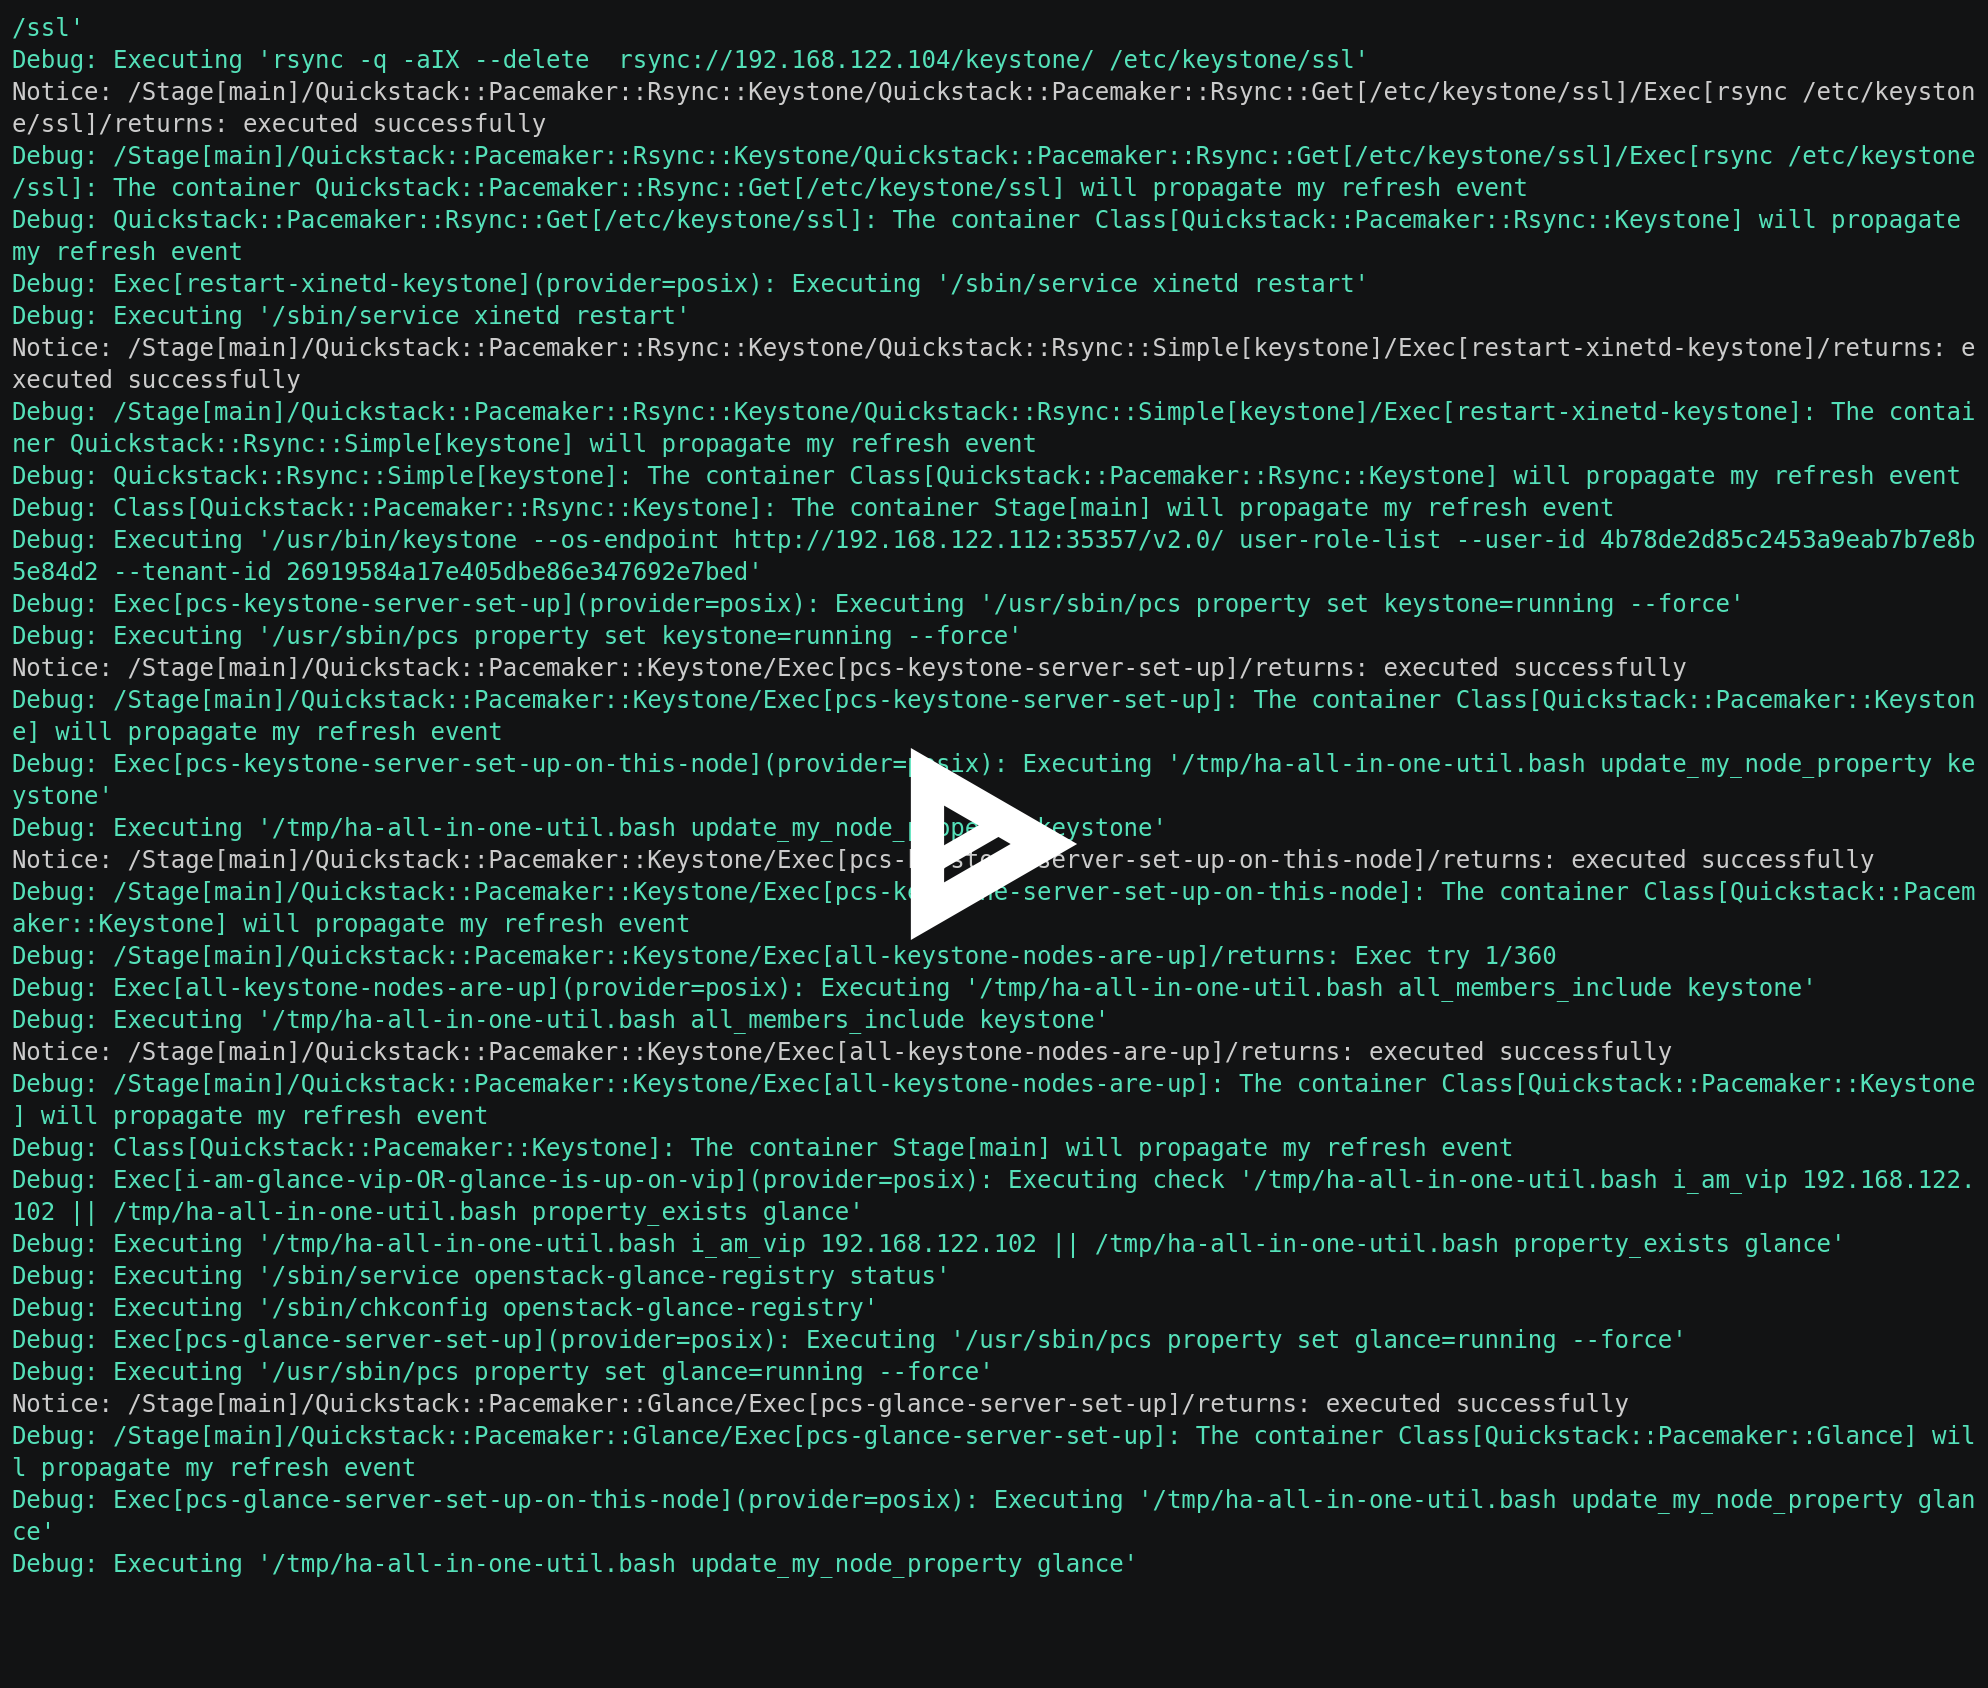 /ssl'
Debug: Executing 'rsync -q -aIX --delete  rsync://192.168.122.104/keystone/ /etc/keystone/ssl'
Notice: /Stage[main]/Quickstack::Pacemaker::Rsync::Keystone/Quickstack::Pacemaker::Rsync::Get[/etc/keystone/ssl]/Exec[rsync /etc/keyston
e/ssl]/returns: executed successfully
Debug: /Stage[main]/Quickstack::Pacemaker::Rsync::Keystone/Quickstack::Pacemaker::Rsync::Get[/etc/keystone/ssl]/Exec[rsync /etc/keystone
/ssl]: The container Quickstack::Pacemaker::Rsync::Get[/etc/keystone/ssl] will propagate my refresh event
Debug: Quickstack::Pacemaker::Rsync::Get[/etc/keystone/ssl]: The container Class[Quickstack::Pacemaker::Rsync::Keystone] will propagate
my refresh event
Debug: Exec[restart-xinetd-keystone](provider=posix): Executing '/sbin/service xinetd restart'
Debug: Executing '/sbin/service xinetd restart'
Notice: /Stage[main]/Quickstack::Pacemaker::Rsync::Keystone/Quickstack::Rsync::Simple[keystone]/Exec[restart-xinetd-keystone]/returns: e
xecuted successfully
Debug: /Stage[main]/Quickstack::Pacemaker::Rsync::Keystone/Quickstack::Rsync::Simple[keystone]/Exec[restart-xinetd-keystone]: The contai
ner Quickstack::Rsync::Simple[keystone] will propagate my refresh event
Debug: Quickstack::Rsync::Simple[keystone]: The container Class[Quickstack::Pacemaker::Rsync::Keystone] will propagate my refresh event
Debug: Class[Quickstack::Pacemaker::Rsync::Keystone]: The container Stage[main] will propagate my refresh event
Debug: Executing '/usr/bin/keystone --os-endpoint http://192.168.122.112:35357/v2.0/ user-role-list --user-id 4b78de2d85c2453a9eab7b7e8b
5e84d2 --tenant-id 26919584a17e405dbe86e347692e7bed'
Debug: Exec[pcs-keystone-server-set-up](provider=posix): Executing '/usr/sbin/pcs property set keystone=running --force'
Debug: Executing '/usr/sbin/pcs property set keystone=running --force'
Notice: /Stage[main]/Quickstack::Pacemaker::Keystone/Exec[pcs-keystone-server-set-up]/returns: executed successfully
Debug: /Stage[main]/Quickstack::Pacemaker::Keystone/Exec[pcs-keystone-server-set-up]: The container Class[Quickstack::Pacemaker::Keyston
e] will propagate my refresh event
Debug: Exec[pcs-keystone-server-set-up-on-this-node](provider=posix): Executing '/tmp/ha-all-in-one-util.bash update_my_node_property ke
ystone'
Debug: Executing '/tmp/ha-all-in-one-util.bash update_my_node_property keystone'
Notice: /Stage[main]/Quickstack::Pacemaker::Keystone/Exec[pcs-keystone-server-set-up-on-this-node]/returns: executed successfully
Debug: /Stage[main]/Quickstack::Pacemaker::Keystone/Exec[pcs-keystone-server-set-up-on-this-node]: The container Class[Quickstack::Pacem
aker::Keystone] will propagate my refresh event
Debug: /Stage[main]/Quickstack::Pacemaker::Keystone/Exec[all-keystone-nodes-are-up]/returns: Exec try 1/360
Debug: Exec[all-keystone-nodes-are-up](provider=posix): Executing '/tmp/ha-all-in-one-util.bash all_members_include keystone'
Debug: Executing '/tmp/ha-all-in-one-util.bash all_members_include keystone'
Notice: /Stage[main]/Quickstack::Pacemaker::Keystone/Exec[all-keystone-nodes-are-up]/returns: executed successfully
Debug: /Stage[main]/Quickstack::Pacemaker::Keystone/Exec[all-keystone-nodes-are-up]: The container Class[Quickstack::Pacemaker::Keystone
] will propagate my refresh event
Debug: Class[Quickstack::Pacemaker::Keystone]: The container Stage[main] will propagate my refresh event
Debug: Exec[i-am-glance-vip-OR-glance-is-up-on-vip](provider=posix): Executing check '/tmp/ha-all-in-one-util.bash i_am_vip 192.168.122.
102 || /tmp/ha-all-in-one-util.bash property_exists glance'
Debug: Executing '/tmp/ha-all-in-one-util.bash i_am_vip 192.168.122.102 || /tmp/ha-all-in-one-util.bash property_exists glance'
Debug: Executing '/sbin/service openstack-glance-registry status'
Debug: Executing '/sbin/chkconfig openstack-glance-registry'
Debug: Exec[pcs-glance-server-set-up](provider=posix): Executing '/usr/sbin/pcs property set glance=running --force'
Debug: Executing '/usr/sbin/pcs property set glance=running --force'
Notice: /Stage[main]/Quickstack::Pacemaker::Glance/Exec[pcs-glance-server-set-up]/returns: executed successfully
Debug: /Stage[main]/Quickstack::Pacemaker::Glance/Exec[pcs-glance-server-set-up]: The container Class[Quickstack::Pacemaker::Glance] wil
l propagate my refresh event
Debug: Exec[pcs-glance-server-set-up-on-this-node](provider=posix): Executing '/tmp/ha-all-in-one-util.bash update_my_node_property glan
ce'
Debug: Executing '/tmp/ha-all-in-one-util.bash update_my_node_property glance'